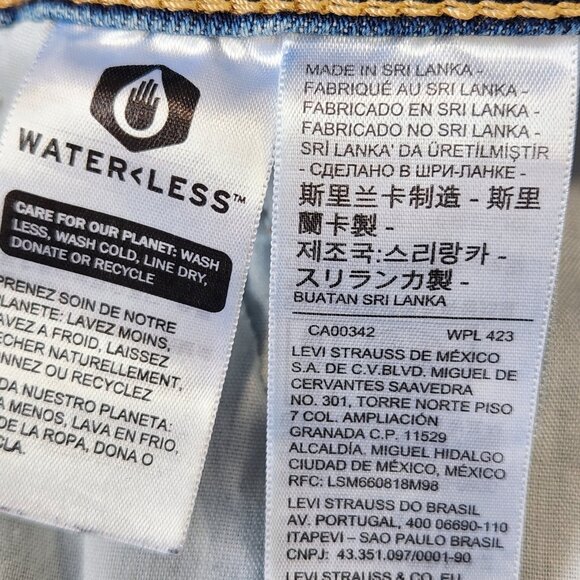 WATER<LESS™
CARE FOR OUR PLANET: WASH
LESS, WASH COLD, LINE DRY,
DONATE OR RECYCLE
PRENEZ SOIN DE NOTRE
PLANETE: LAVEZ MOINS,
AVEZ A FROID, LAISSEZ
ÉCHER NATURELLEMENT,
ONNEZ OU RECYCLEZ
DA NUESTRO PLANETA:
A MENOS, LAVA EN FRIO,
DE LA ROPA, DONA O
CLA.
MADE IN SRI LANKA -
FABRIQUÉ AU SRI LANKA -
FABRICADO EN SRI LANKA -
FABRICADO NO SRI LANKA -
SRİ LANKA' DA ÜRETİLMİŞTİR
- СДЕЛАНО В ШРИ-ЛАНКЕ -
斯里兰卡制造 - 斯里
蘭卡製 -
제조국:스리랑카 -
スリランカ製 -
BUATAN SRI LANKA
CA00342 WPL 423
LEVI STRAUSS DE MÉXICO
S.A. DE C.V.BLVD. MIGUEL DE
CERVANTES SAAVEDRA
NO. 301, TORRE NORTE PISO
7 COL. AMPLIACIÓN
GRANADA C.P. 11529
ALCALDÍA. MIGUEL HIDALGO
CIUDAD DE MÉXICO, MÉXICO
RFC: LSM660818M98
LEVI STRAUSS DO BRASIL
AV. PORTUGAL, 400 06690-110
ITAPEVI – SAO PAULO BRASIL
CNPJ: 43.351.097/0001-90
LEVI STRAUSS & CO. EU